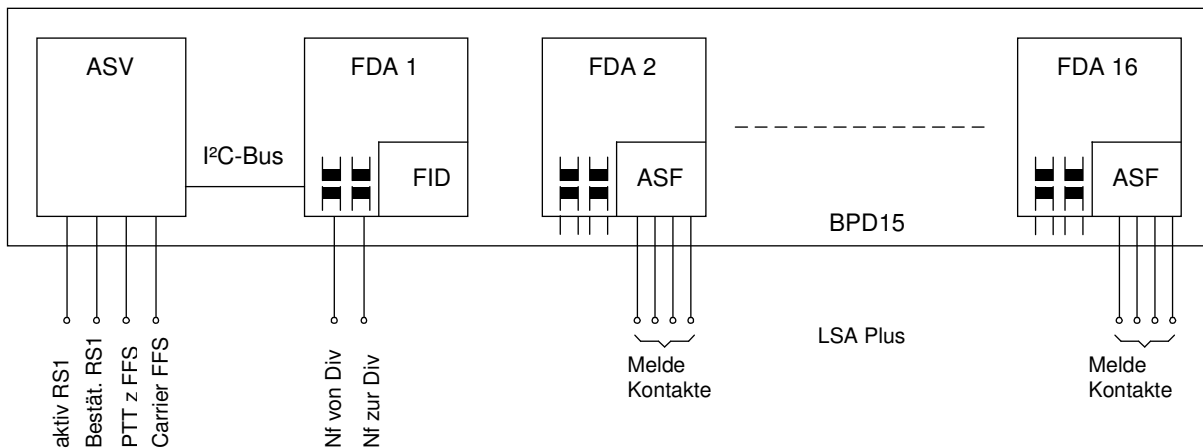 ASV
FDA 1
FDA 2
FDA 16
I²C-Bus
FID
ASF
ASF
BPD15
aktiv RS1
Bestät. RS1
PTT z FFS
Carrier FFS
Nf von Div
Nf zur Div
Melde
Kontakte
LSA Plus
Melde
Kontakte